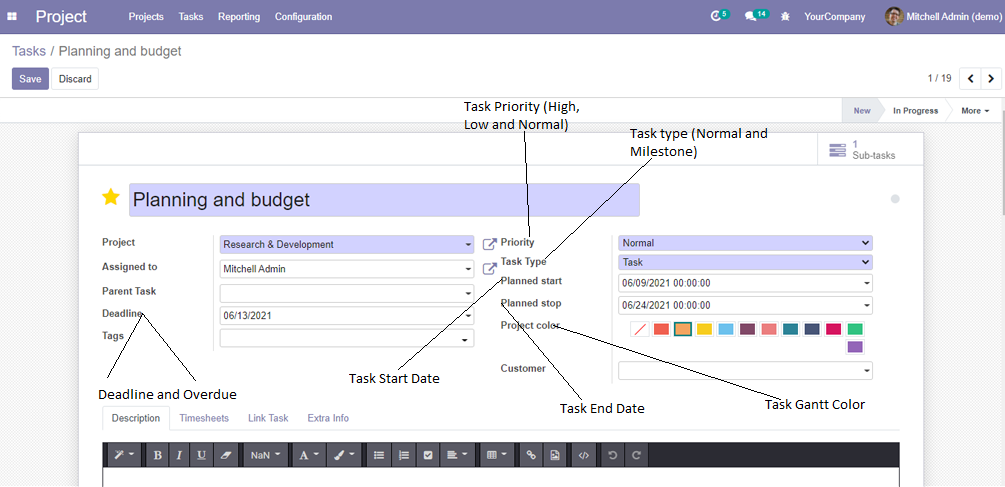 Project Projects Tasks Reporting Configuration 5 14 YourCompany Mitchell Admin (demo)
Tasks / Planning and budget
Save Discard 1 / 19
New In Progress More
Task Priority (High,
Low and Normal)
Task type (Normal and
Milestone)
1
Sub-tasks
Planning and budget
Project Research & Development Priority Normal
Assigned to Mitchell Admin Task Type Task
Parent Task Planned start 06/09/2021 00:00:00
Deadline 06/13/2021 Planned stop 06/24/2021 00:00:00
Tags Project color
Customer
Task Start Date
Deadline and Overdue
Task End Date
Task Gantt Color
Description Timesheets Link Task Extra Info
B I U NaN A